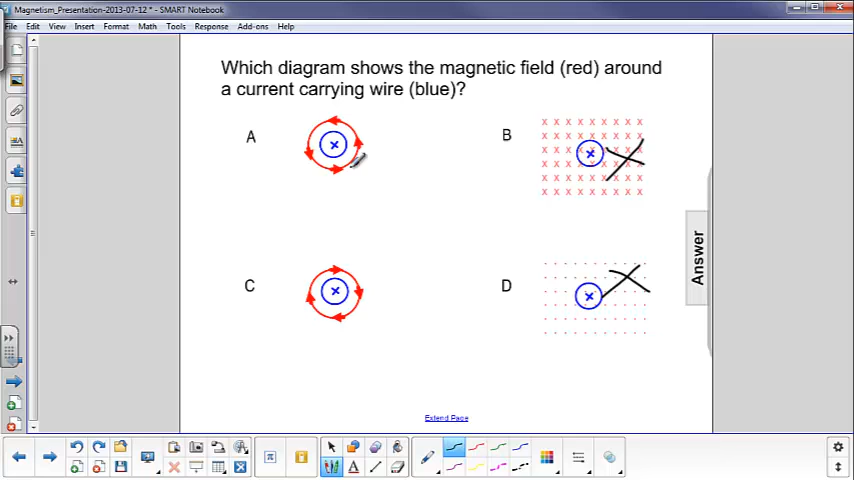 Magnetism_Presentation-2013-07-12 * - SMART Notebook
File Edit View Insert Format Math Tools Response Add-ons Help
Which diagram shows the magnetic field (red) around
a current carrying wire (blue)?
A
B
x x x x x x x x x
x x x x x x x x x
x x x x x x x x x
x x x x x x x x x
x x x x x x x x x
x x x x x x x x x
C
D
Answer
Extend Page